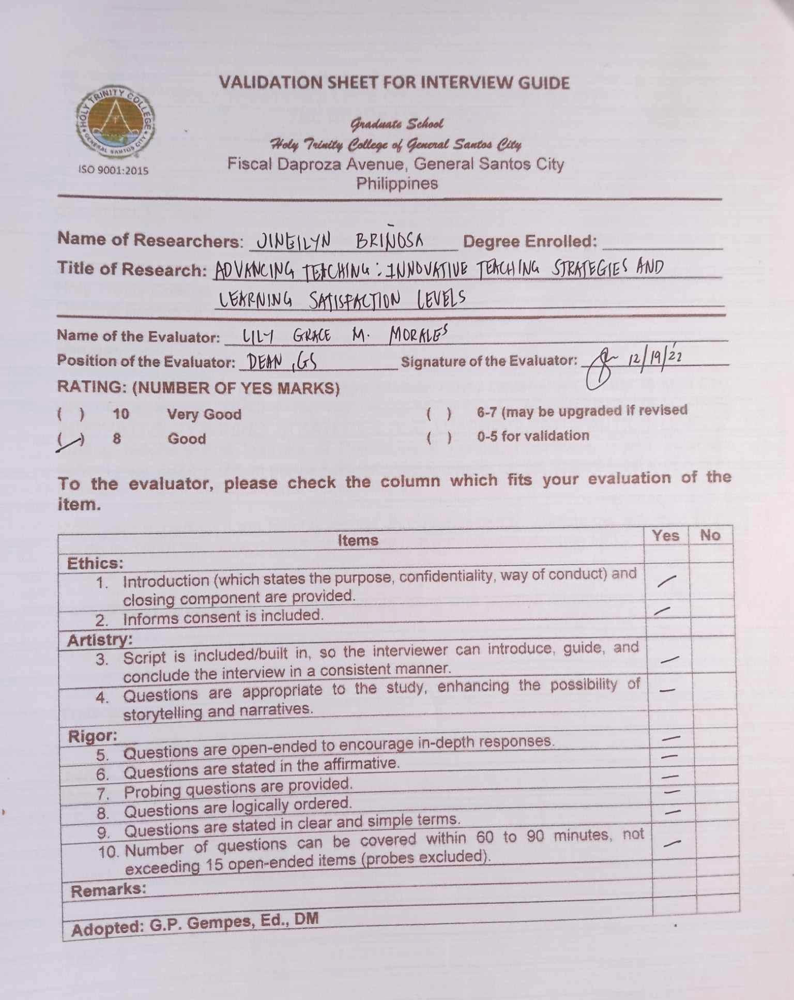 VALIDATION SHEET FOR INTERVIEW GUIDE
HOLY TRINITY COLLEGE
GENERAL SANTOS CITY
ISO 9001:2015
Graduate School
Holy Trinity College of General Santos City
Fiscal Daproza Avenue, General Santos City
Philippines
Name of Researchers: JINEILYN BRIÑOSA Degree Enrolled:
Title of Research: ADVANCING TEACHING: INNOVATIVE TEACHING STRATEGIES AND
LEARNING SATISFACTION LEVELS
Name of the Evaluator: LILY GRACE M. MORALES
Position of the Evaluator: DEAN, GS Signature of the Evaluator: 12/19/22
RATING: (NUMBER OF YES MARKS)
( ) 10 Very Good ( ) 6-7 (may be upgraded if revised
( ) 8 Good ( ) 0-5 for validation
To the evaluator, please check the column which fits your evaluation of the
item.
Items Yes No
Ethics:
1. Introduction (which states the purpose, confidentiality, way of conduct) and
closing component are provided.
2. Informs consent is included.
Artistry:
3. Script is included/built in, so the interviewer can introduce, guide, and
conclude the interview in a consistent manner.
4. Questions are appropriate to the study, enhancing the possibility of
storytelling and narratives.
Rigor:
5. Questions are open-ended to encourage in-depth responses.
6. Questions are stated in the affirmative.
7. Probing questions are provided.
8. Questions are logically ordered.
9. Questions are stated in clear and simple terms.
10. Number of questions can be covered within 60 to 90 minutes, not
exceeding 15 open-ended items (probes excluded).
Remarks:
Adopted: G.P. Gempes, Ed., DM